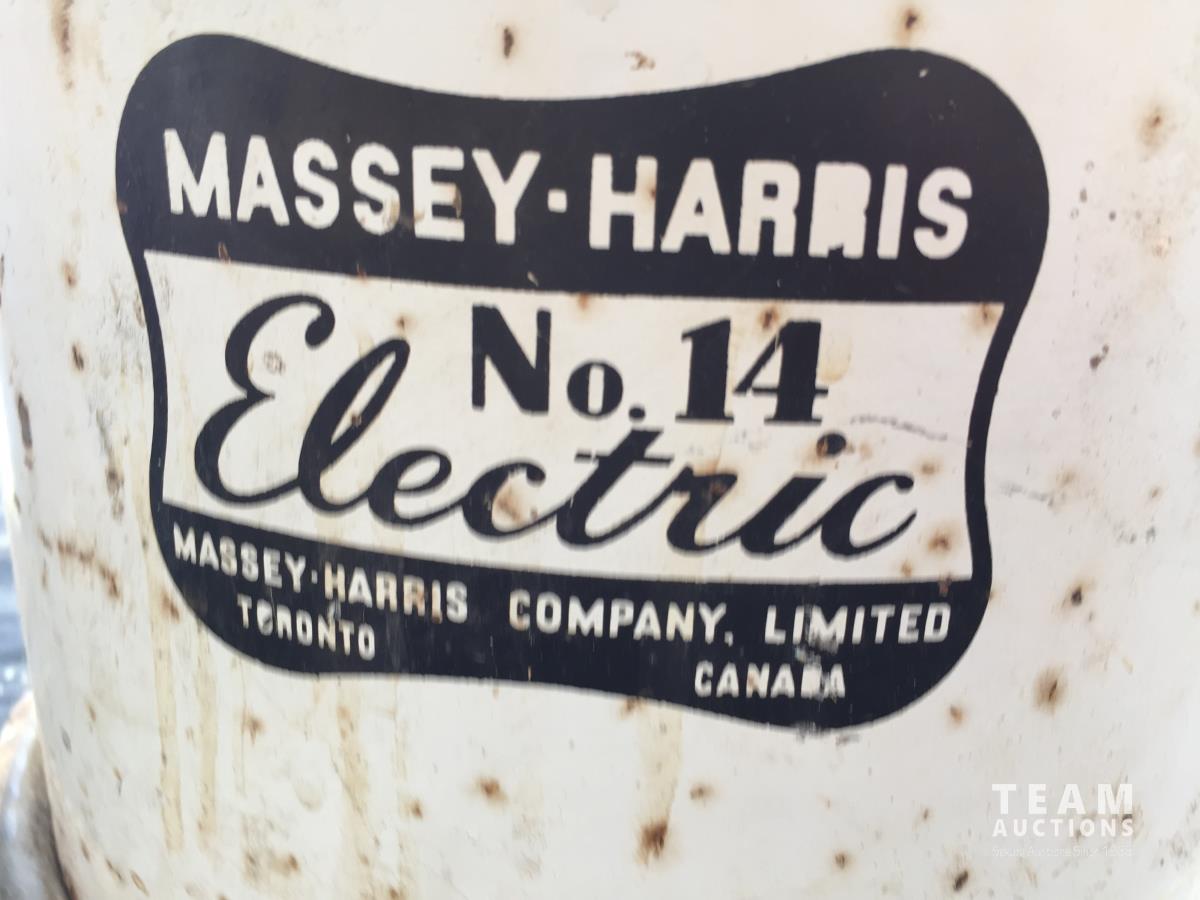 MASSEY-HARRIS
No. 14
Electric
MASSEY-HARRIS COMPANY, LIMITED
TORONTO CANADA
TEAM
AUCTIONS